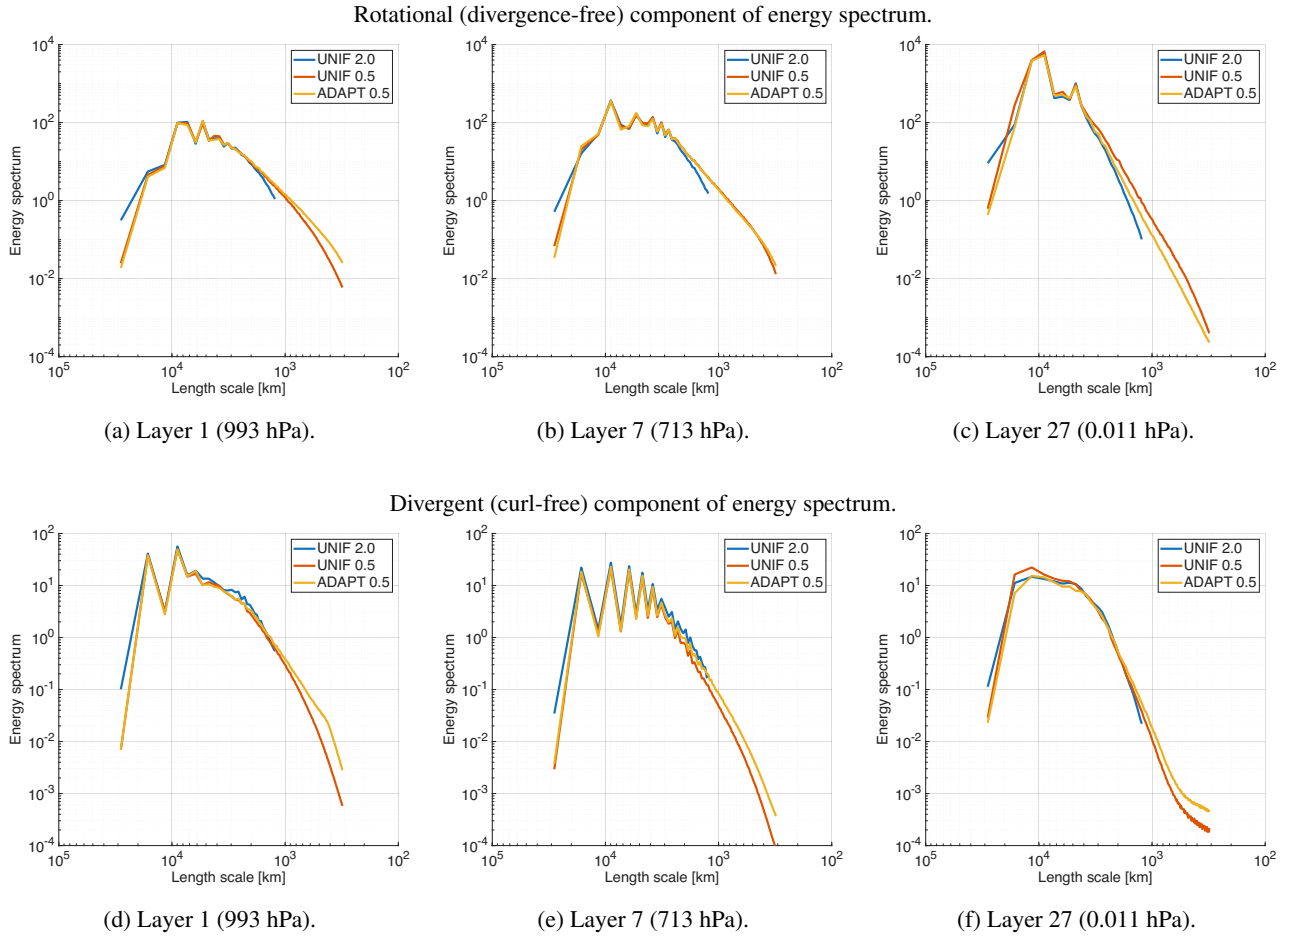 Rotational (divergence-free) component of energy spectrum.
10^4
10^2
10^0
10^-2
10^-4
Energy spectrum
10^5
10^4
10^3
10^2
Length scale [km]
UNIF 2.0
UNIF 0.5
ADAPT 0.5
(a) Layer 1 (993 hPa).
10^4
10^2
10^0
10^-2
10^-4
Energy spectrum
10^5
10^4
10^3
10^2
Length scale [km]
UNIF 2.0
UNIF 0.5
ADAPT 0.5
(b) Layer 7 (713 hPa).
10^4
10^2
10^0
10^-2
10^-4
Energy spectrum
10^5
10^4
10^3
10^2
Length scale [km]
UNIF 2.0
UNIF 0.5
ADAPT 0.5
(c) Layer 27 (0.011 hPa).
Divergent (curl-free) component of energy spectrum.
10^2
10^1
10^0
10^-1
10^-2
10^-3
10^-4
Energy spectrum
10^5
10^4
10^3
10^2
Length scale [km]
UNIF 2.0
UNIF 0.5
ADAPT 0.5
(d) Layer 1 (993 hPa).
10^2
10^1
10^0
10^-1
10^-2
10^-3
10^-4
Energy spectrum
10^5
10^4
10^3
10^2
Length scale [km]
UNIF 2.0
UNIF 0.5
ADAPT 0.5
(e) Layer 7 (713 hPa).
10^2
10^1
10^0
10^-1
10^-2
10^-3
10^-4
Energy spectrum
10^5
10^4
10^3
10^2
Length scale [km]
UNIF 2.0
UNIF 0.5
ADAPT 0.5
(f) Layer 27 (0.011 hPa).